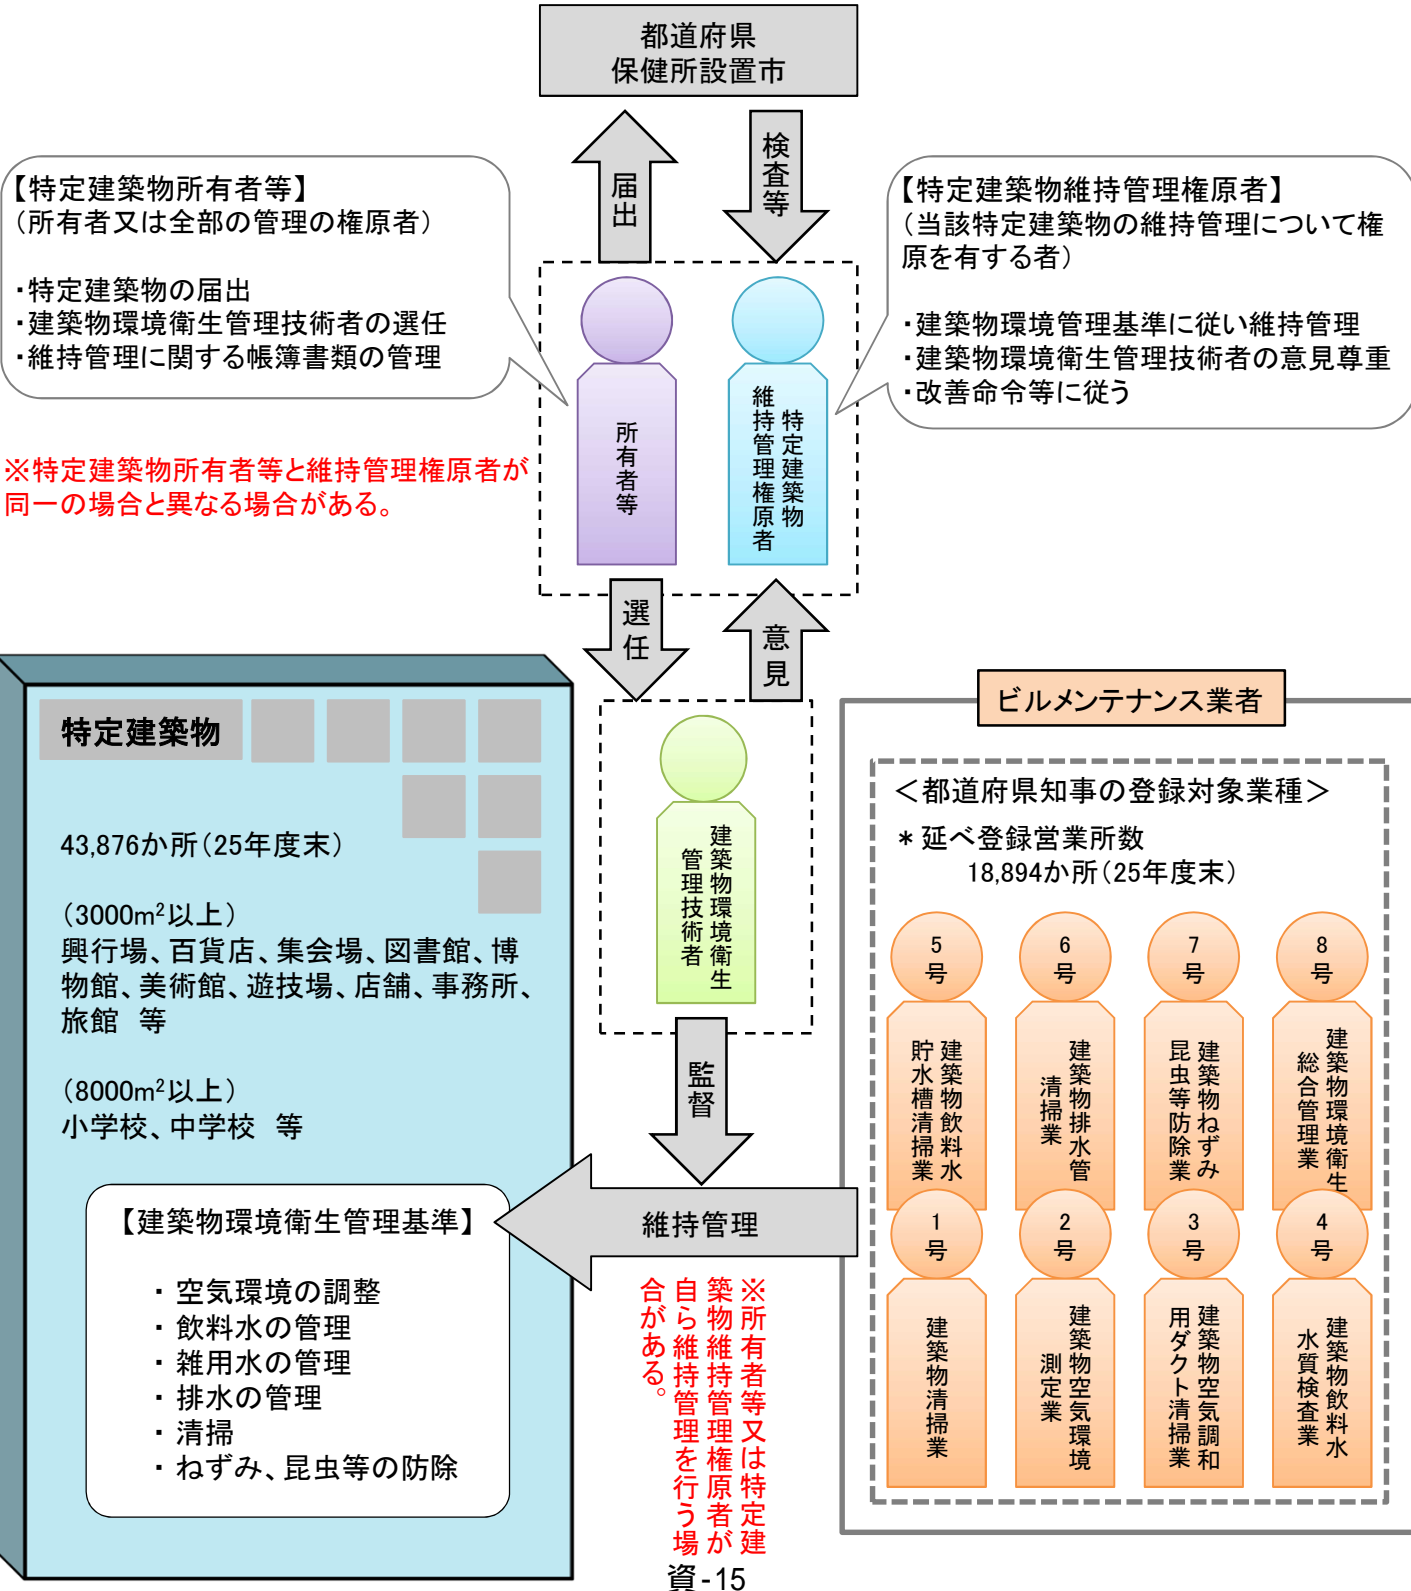 都道府県
保健所設置市
届出
検査等
【特定建築物所有者等】
（所有者又は全部の管理の権原者）
・特定建築物の届出
・建築物環境衛生管理技術者の選任
・維持管理に関する帳簿書類の管理
【特定建築物維持管理権原者】
（当該特定建築物の維持管理について権
原を有する者）
・建築物環境管理基準に従い維持管理
・建築物環境衛生管理技術者の意見尊重
・改善命令等に従う
所有者等
特定建築物
維持管理権原者
※特定建築物所有者等と維持管理権原者が
同一の場合と異なる場合がある。
選任
意見
特定建築物
43,876か所（25年度末）
（3000m²以上）
興行場、百貨店、集会場、図書館、博
物館、美術館、遊技場、店舗、事務所、
旅館　等
（8000m²以上）
小学校、中学校　等
【建築物環境衛生管理基準】
・ 空気環境の調整
・ 飲料水の管理
・ 雑用水の管理
・ 排水の管理
・ 清掃
・ ねずみ、昆虫等の防除
建築物環境衛生
管理技術者
監督
維持管理
※所有者等又は特定建
築物維持管理権原者が
自ら維持管理を行う場
合がある。
ビルメンテナンス業者
＜都道府県知事の登録対象業種＞
＊延べ登録営業所数
18,894か所（25年度末）
5
号
建築物飲料水
貯水槽清掃業
6
号
建築物排水管
清掃業
7
号
建築物ねずみ
昆虫等防除業
8
号
建築物環境衛生
総合管理業
1
号
建築物清掃業
2
号
建築物空気環境
測定業
3
号
建築物空気調和
用ダクト清掃業
4
号
建築物飲料水
水質検査業
資-15